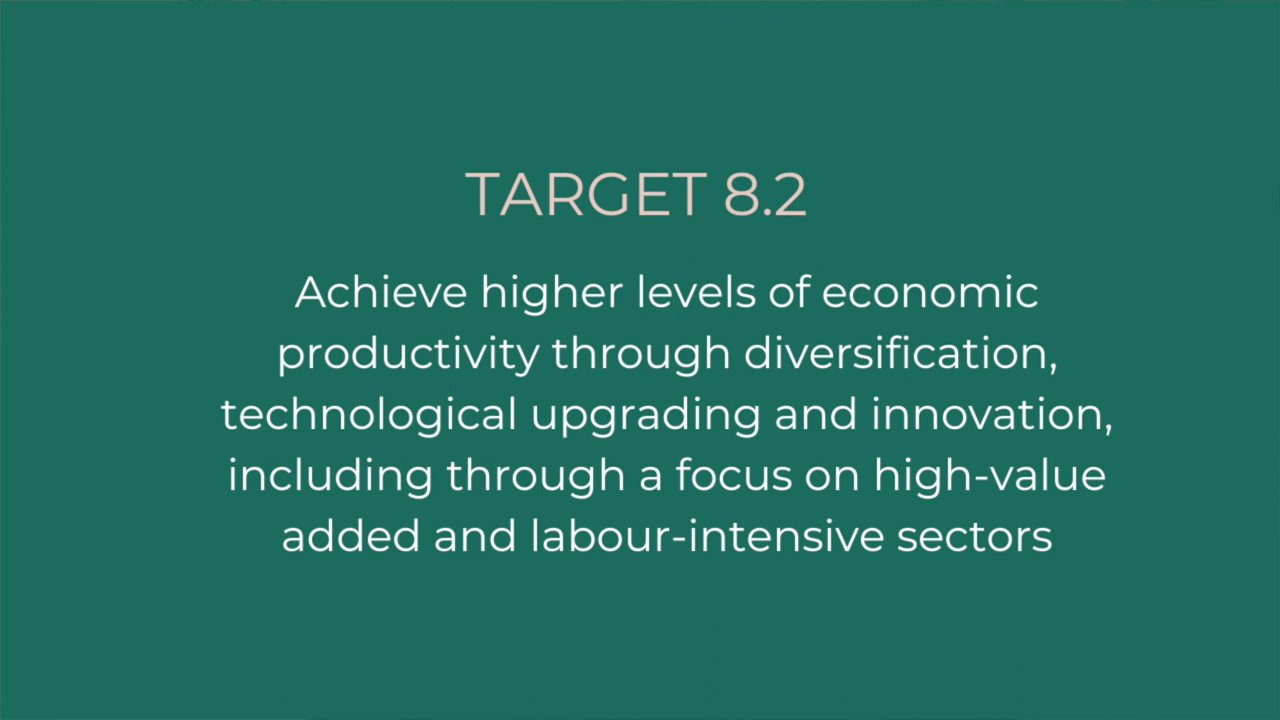 TARGET 8.2
Achieve higher levels of economic
productivity through diversification,
technological upgrading and innovation,
including through a focus on high-value
added and labour-intensive sectors